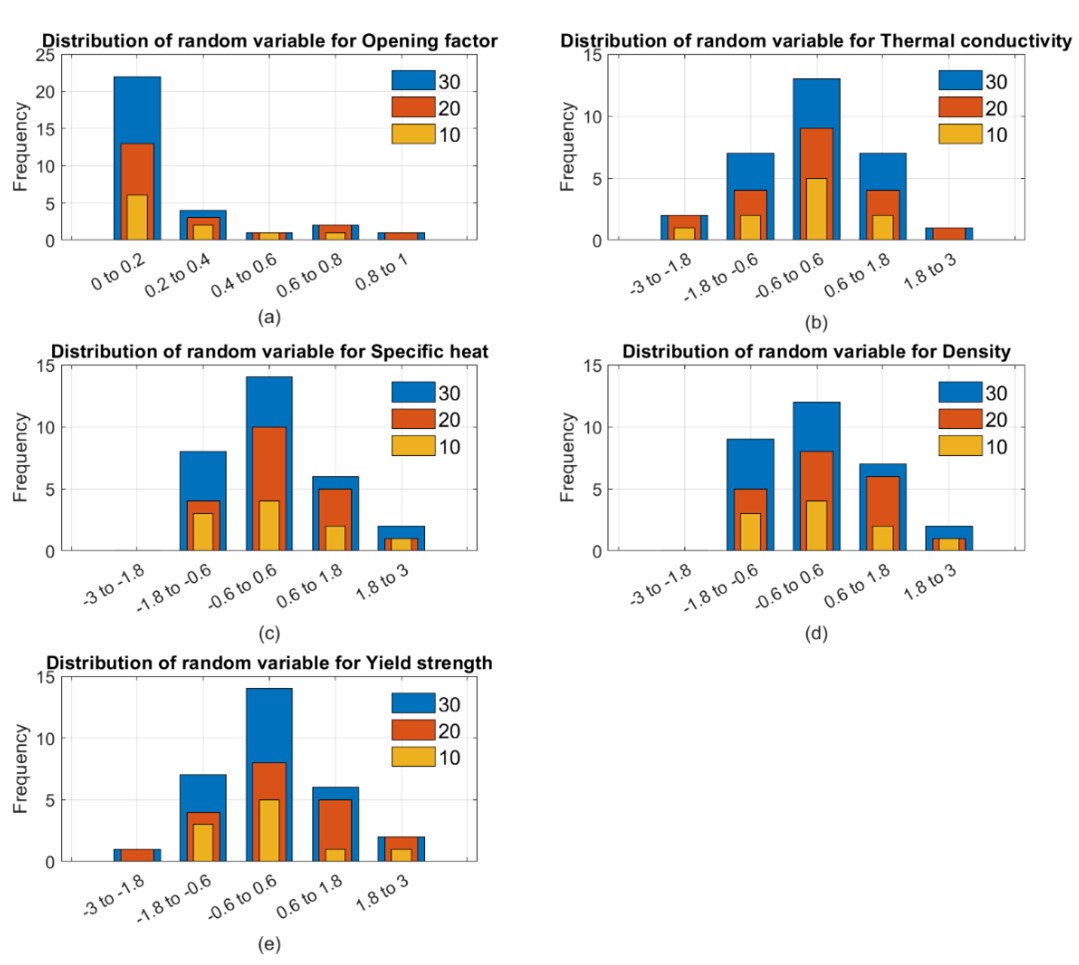 Distribution of random variable for Opening factor
25
20
15
10
5
0
Frequency
30
20
10
0 to 0.2
0.2 to 0.4
0.4 to 0.6
0.6 to 0.8
0.8 to 1
(a)
Distribution of random variable for Thermal conductivity
15
10
5
0
Frequency
30
20
10
-3 to -1.8
-1.8 to -0.6
-0.6 to 0.6
0.6 to 1.8
1.8 to 3
(b)
Distribution of random variable for Specific heat
15
10
5
0
Frequency
30
20
10
-3 to -1.8
-1.8 to -0.6
-0.6 to 0.6
0.6 to 1.8
1.8 to 3
(c)
Distribution of random variable for Density
15
10
5
0
Frequency
30
20
10
-3 to -1.8
-1.8 to -0.6
-0.6 to 0.6
0.6 to 1.8
1.8 to 3
(d)
Distribution of random variable for Yield strength
15
10
5
0
Frequency
30
20
10
-3 to -1.8
-1.8 to -0.6
-0.6 to 0.6
0.6 to 1.8
1.8 to 3
(e)